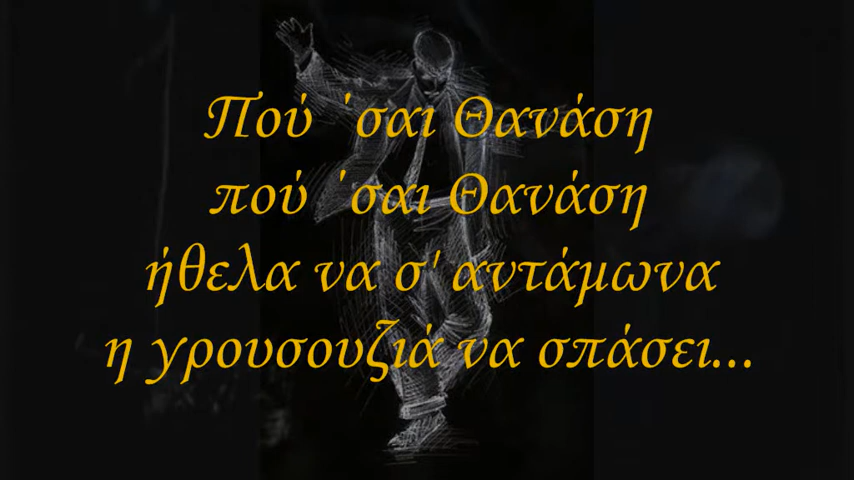 Πού 'σαι Θανάση
πού 'σαι Θανάση
ήθελα να σ' αντάμωνα
η γρουσουζιά να σπάσει...